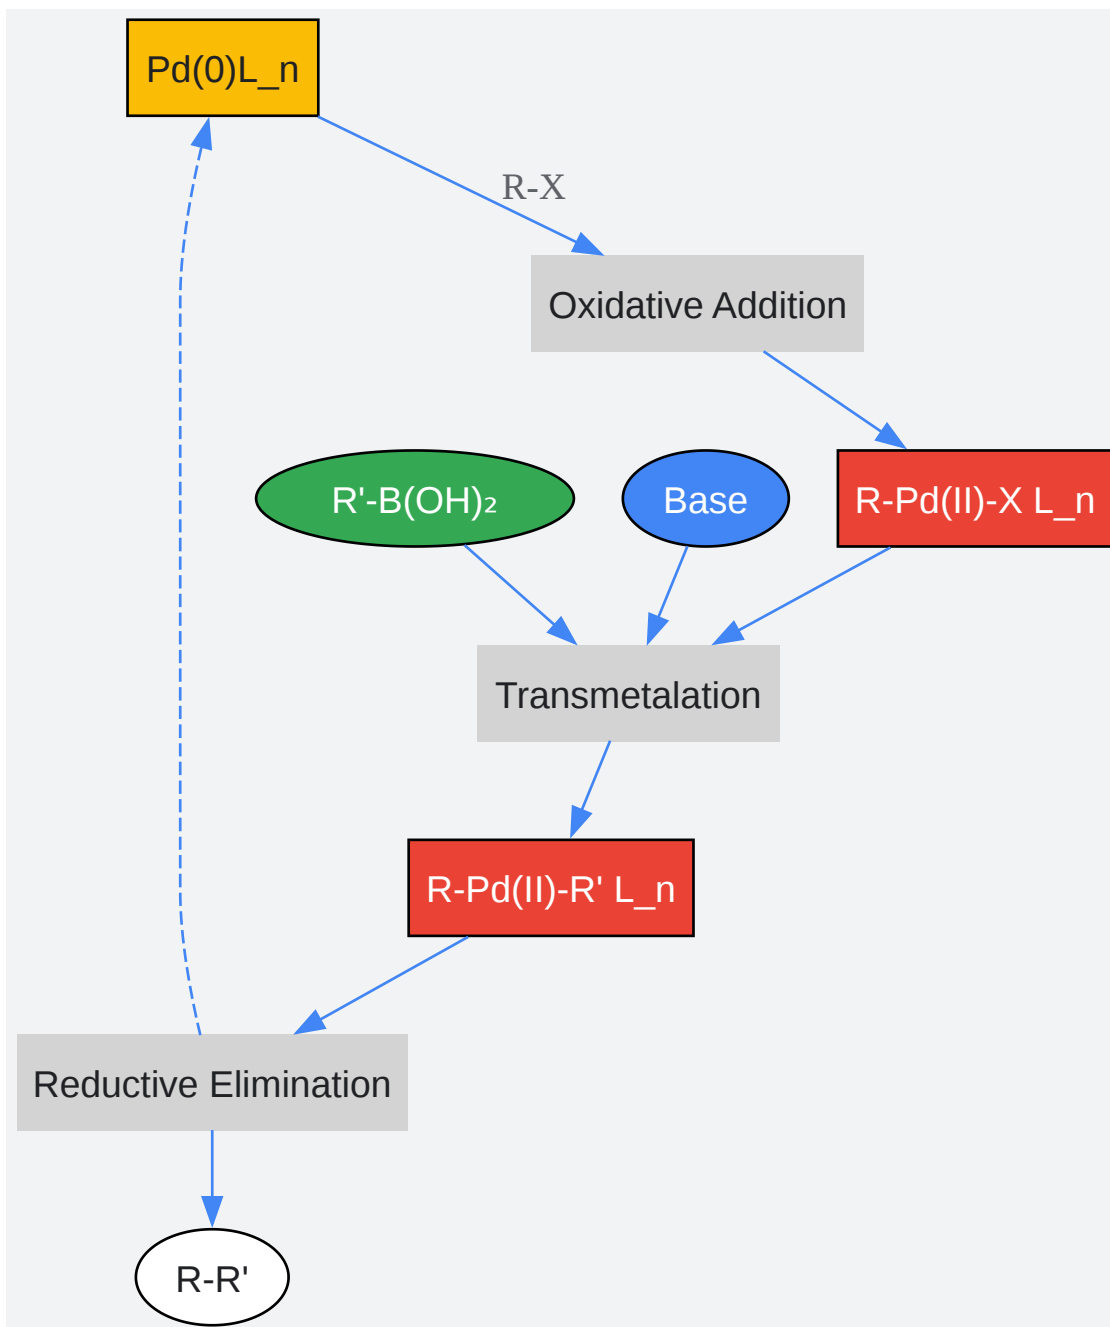 Pd(0)L_n
R-X
Oxidative Addition
R'-B(OH)₂
Base
R-Pd(II)-X L_n
Transmetalation
R-Pd(II)-R' L_n
Reductive Elimination
R-R'